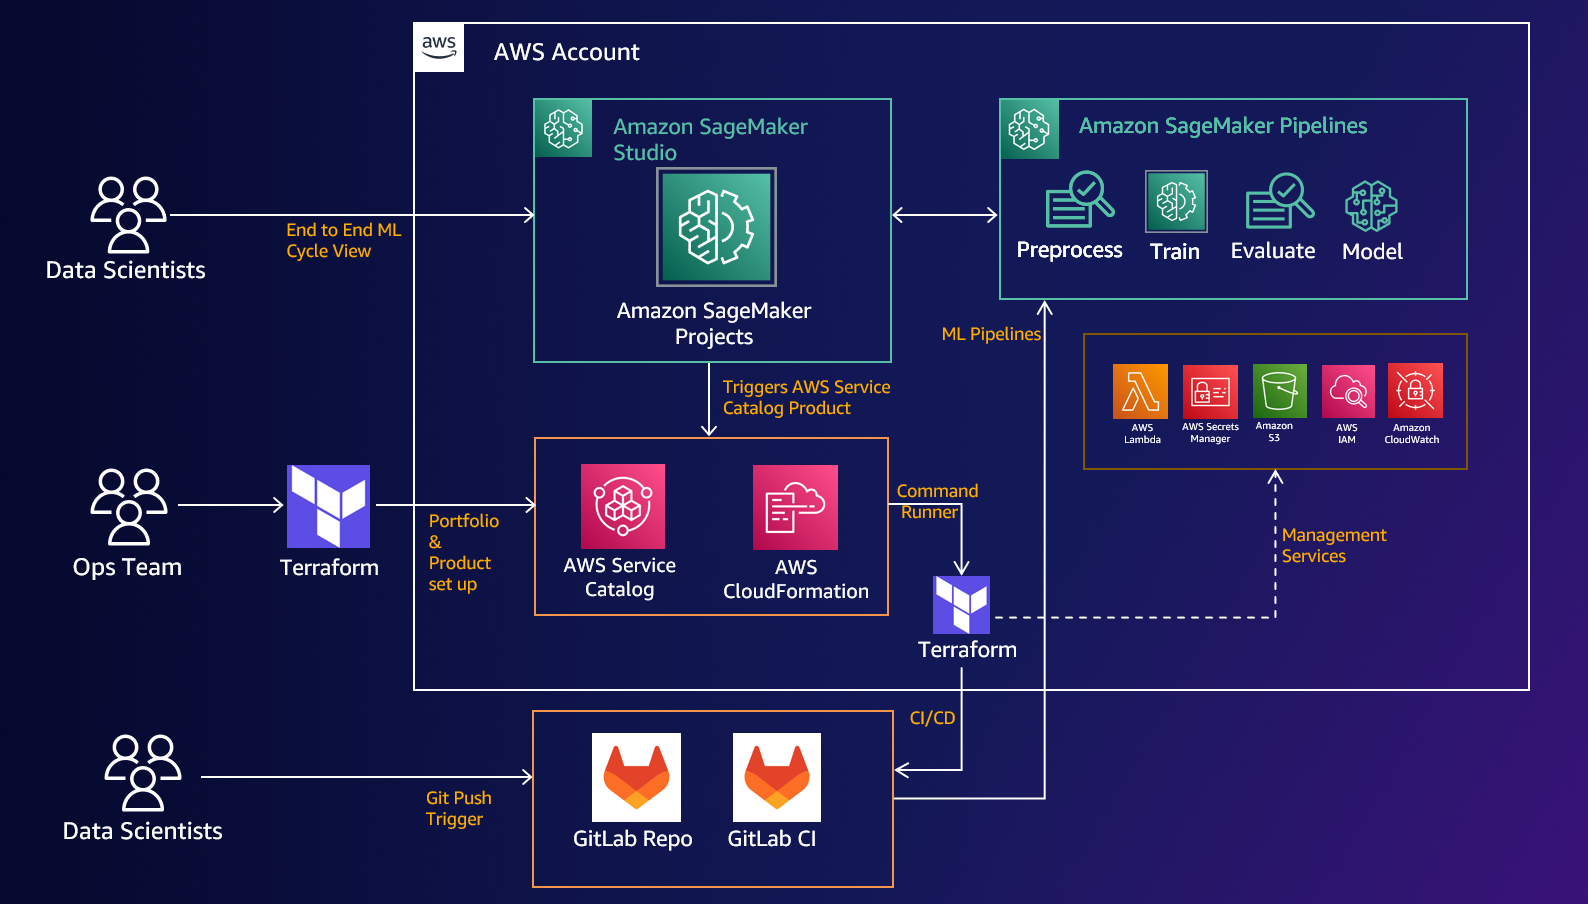 aws
AWS Account
Amazon SageMaker
Studio
Amazon SageMaker
Projects
Amazon SageMaker Pipelines
Preprocess
Train
Evaluate
Model
Data Scientists
End to End ML
Cycle View
ML Pipelines
Triggers AWS Service
Catalog Product
AWS
Lambda
AWS Secrets
Manager
Amazon
S3
AWS
IAM
Amazon
CloudWatch
Ops Team
Terraform
Portfolio
&
Product
set up
AWS Service
Catalog
AWS
CloudFormation
Command
Runner
Management
Services
Terraform
CI/CD
Data Scientists
Git Push
Trigger
GitLab Repo
GitLab CI